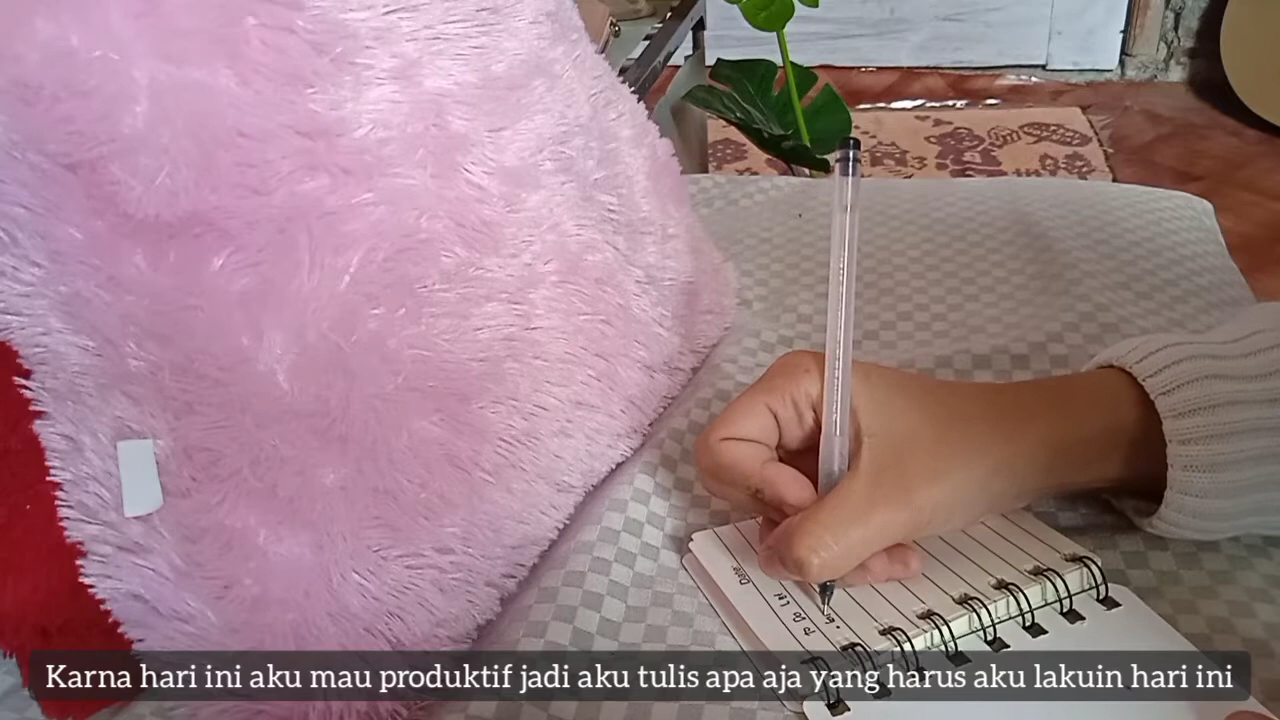 Date:
To Do List
Karna hari ini aku mau produktif jadi aku tulis apa aja yang harus aku lakuin hari ini